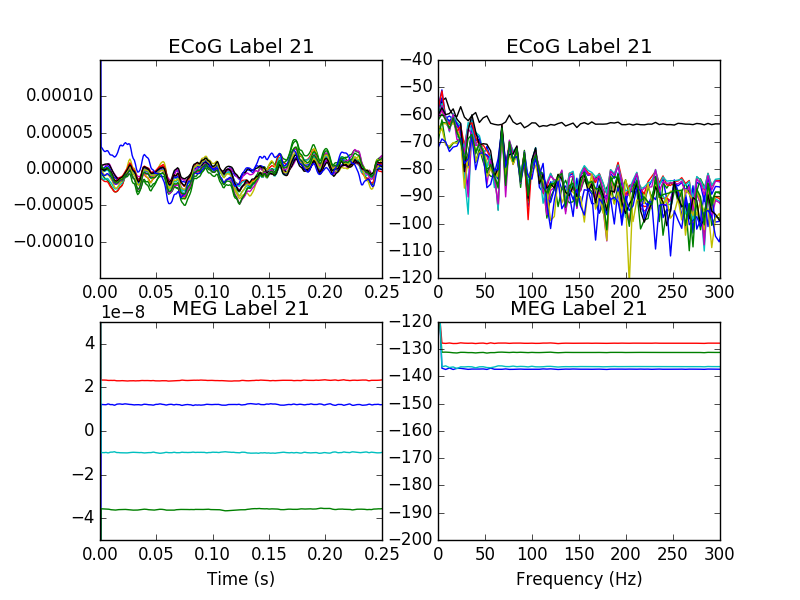 ECoG Label 21
0.00010
0.00005
0.00000
−0.00005
−0.00010
0.00 0.05 0.10 0.15 0.20 0.25
ECoG Label 21
−40
−50
−60
−70
−80
−90
−100
−110
−120
0 50 100 150 200 250 300
1e−8
MEG Label 21
4
2
0
−2
−4
0.00 0.05 0.10 0.15 0.20 0.25
Time (s)
MEG Label 21
−120
−130
−140
−150
−160
−170
−180
−190
−200
0 50 100 150 200 250 300
Frequency (Hz)